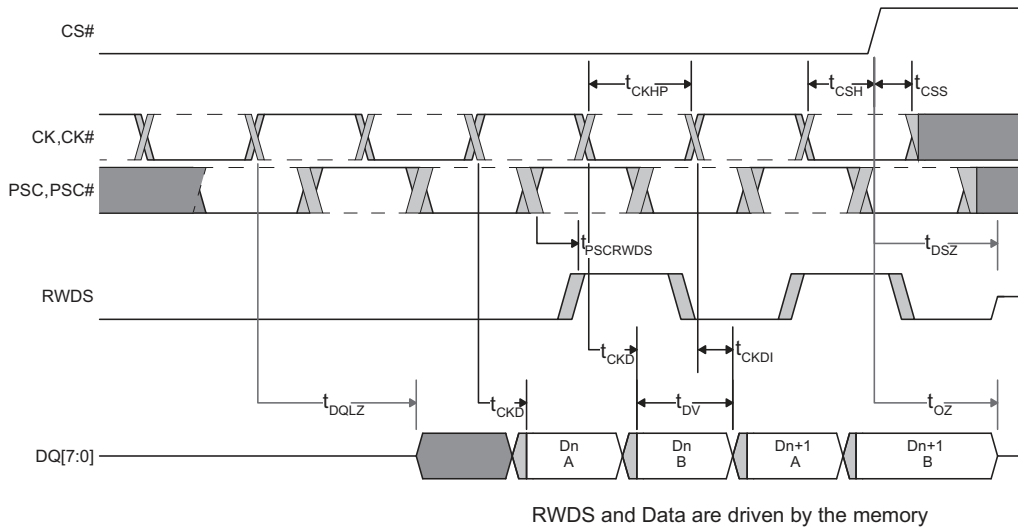 CS#
tCKHP
tCSH
tCSS
CK,CK#
PSC,PSC#
tPSCRWDS
tDSZ
RWDS
tCKD
tCKDI
tDQLZ
tCKD
tDV
tOZ
DQ[7:0]
Dn
A
Dn
B
Dn+1
A
Dn+1
B
RWDS and Data are driven by the memory